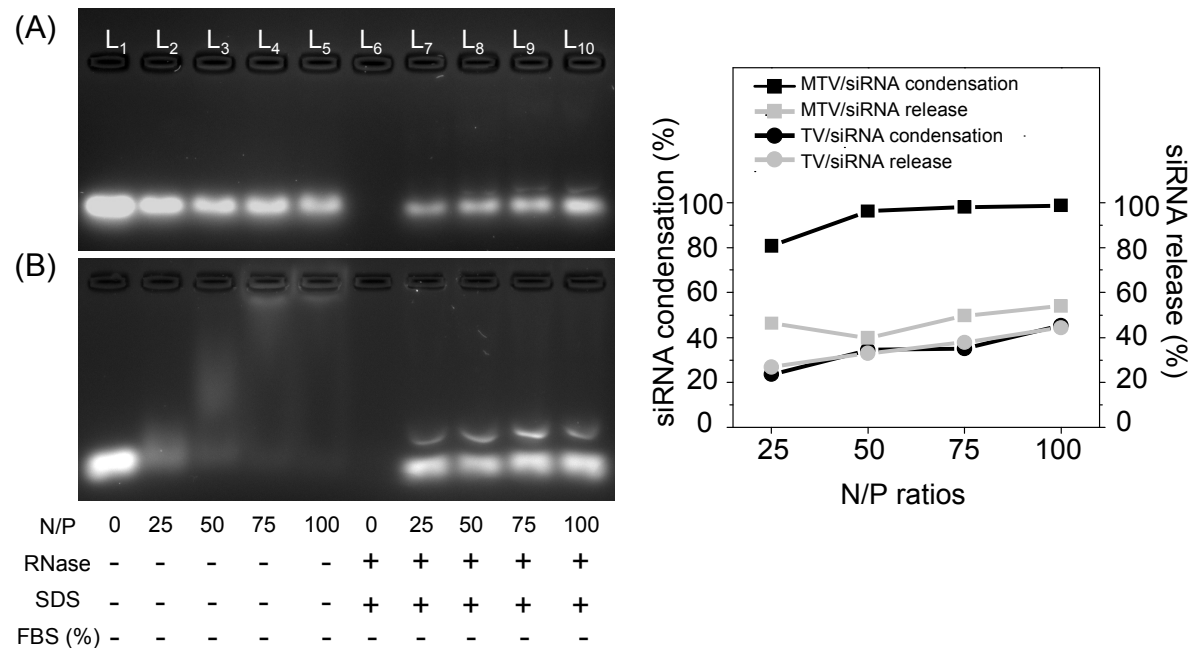 (A)
L1 L2 L3 L4 L5 L6 L7 L8 L9 L10
(B)
N/P 0 25 50 75 100 0 25 50 75 100
RNase - - - - - + + + + +
SDS - - - - - + + + + +
FBS (%) - - - - - - - - - -
MTV/siRNA condensation
MTV/siRNA release
TV/siRNA condensation
TV/siRNA release
siRNA condensation (%)
100
80
60
40
20
0
siRNA release (%)
100
80
60
40
20
0
25 50 75 100
N/P ratios